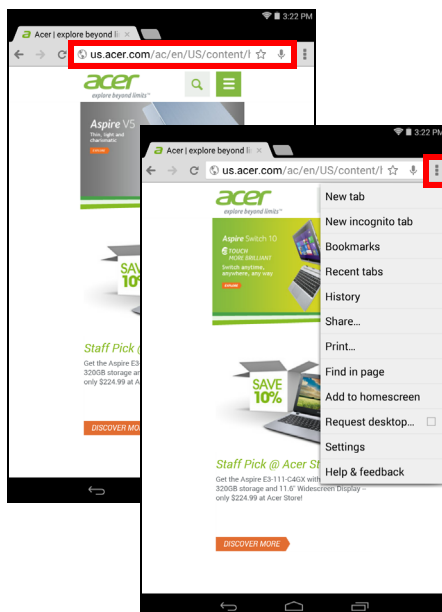 3:22 PM
Acer | explore beyond li
us.acer.com/ac/en/US/content/
acer
explore beyond limits™
Aspire V5
Thin, light and
charismatic
EXPLORE
SAV
10
Staff Pick
Get the Aspire E3-
320GB storage an
only $224.99 at A
DISCOVER MO
3:22 PM
Acer | explore beyond li
us.acer.com/ac/en/US/content/
acer
explore beyond limits™
Aspire Switch 10
TOUCH
MORE BRILLIANT
Switch anytime,
anywhere, any way
EXPLORE
SAVE
10%
Staff Pick @ Acer St
Get the Aspire E3-111-C4GX with
320GB storage and 11.6" Widescreen Display –
only $224.99 at Acer Store!
DISCOVER MORE
New tab
New incognito tab
Bookmarks
Recent tabs
History
Share...
Print...
Find in page
Add to homescreen
Request desktop...
Settings
Help & feedback